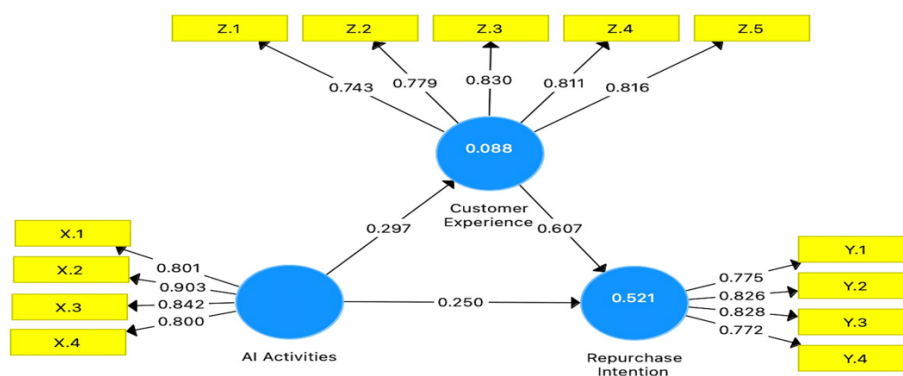 Z.1
Z.2
Z.3
Z.4
Z.5
0.743
0.779
0.830
0.811
0.816
0.088
Customer
Experience
0.297
0.607
X.1
X.2
X.3
X.4
0.801
0.903
0.842
0.800
AI Activities
0.250
0.521
Repurchase
Intention
0.775
0.826
0.828
0.772
Y.1
Y.2
Y.3
Y.4